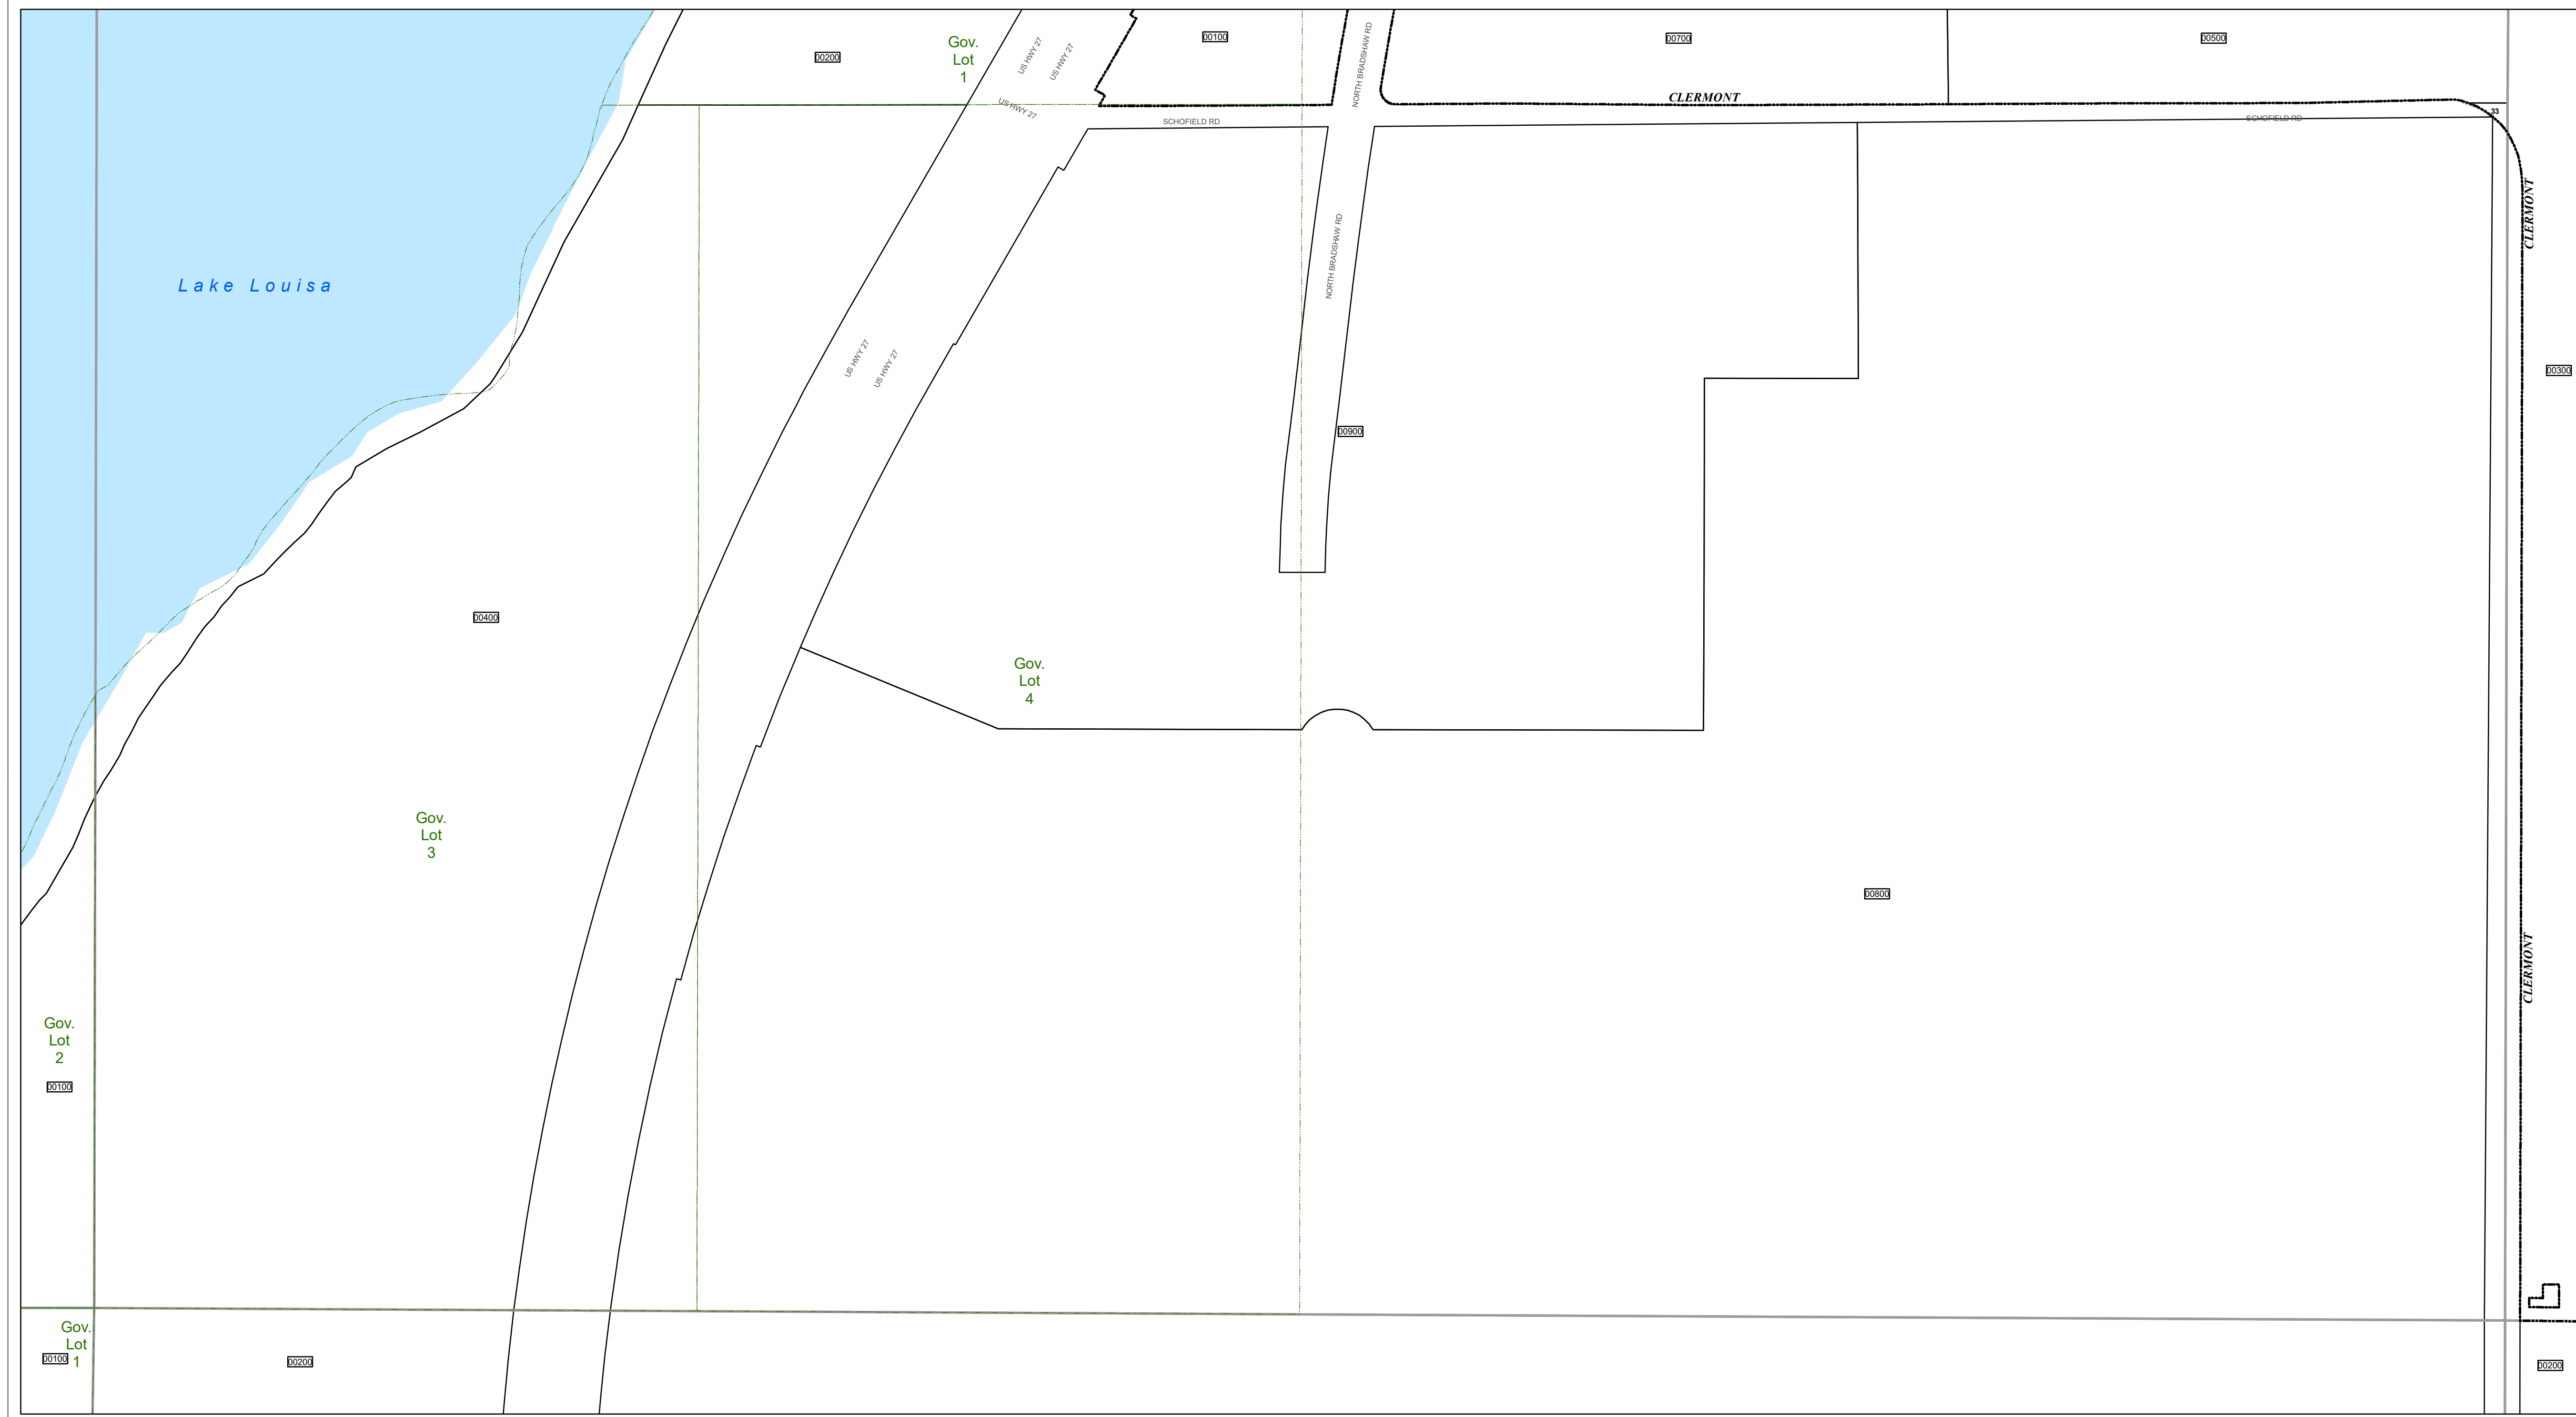 00200
Gov.
Lot
1
US HWY 27
US HWY 27
US HWY 27
00100
NORTH BRADSHAW RD
00700
00500
CLERMONT
SCHOFIELD RD
SCHOFIELD RD
33
CLERMONT
Lake Louisa
NORTH BRADSHAW RD
US HWY 27
US HWY 27
00300
00900
00400
Gov.
Lot
4
Gov.
Lot
3
00800
CLERMONT
Gov.
Lot
2
00100
Gov.
Lot
1
00100
00200
00200